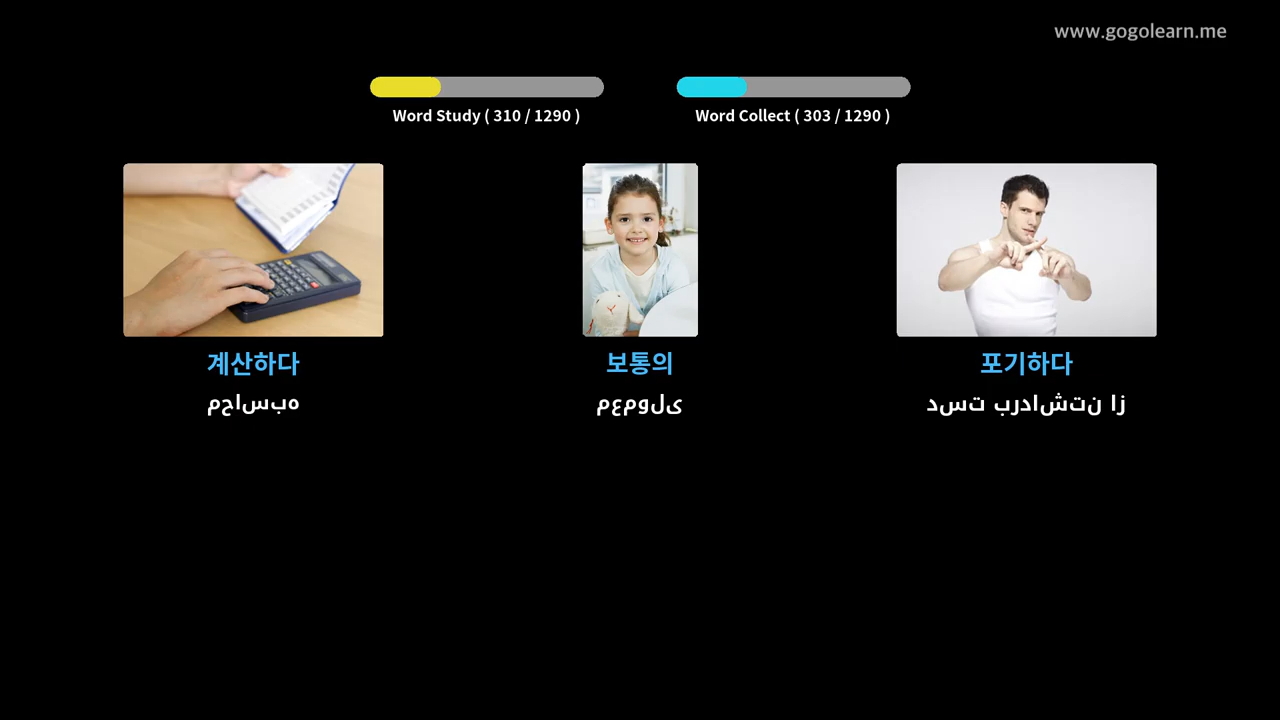 www.gogolearn.me
Word Study ( 310 / 1290 )
Word Collect ( 303 / 1290 )
계산하다
محاسبه
보통의
معمولی
포기하다
دست برداشتن از